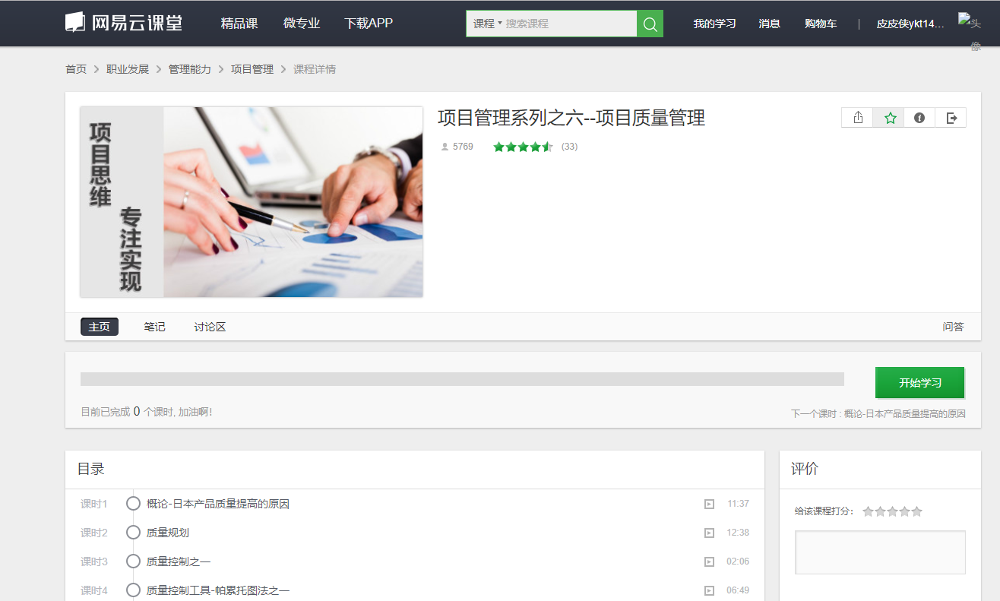 网易云课堂 精品课 微专业 下载APP 课程 搜索课程 我的学习 消息 购物车 | 皮皮侠ykt14... 头像
首页 > 职业发展 > 管理能力 > 项目管理 > 课程详情
项目思维
专注实现
项目管理系列之六--项目质量管理
5769 (33)
主页 笔记 讨论区 问答
开始学习
目前已完成 0 个课时, 加油啊!
下一个课时 : 概论-日本产品质量提高的原因
目录
课时1 概论-日本产品质量提高的原因 11:37
课时2 质量规划 12:38
课时3 质量控制之一 02:06
课时4 质量控制工具-帕累托图法之一 06:49
评价
给该课程打分: